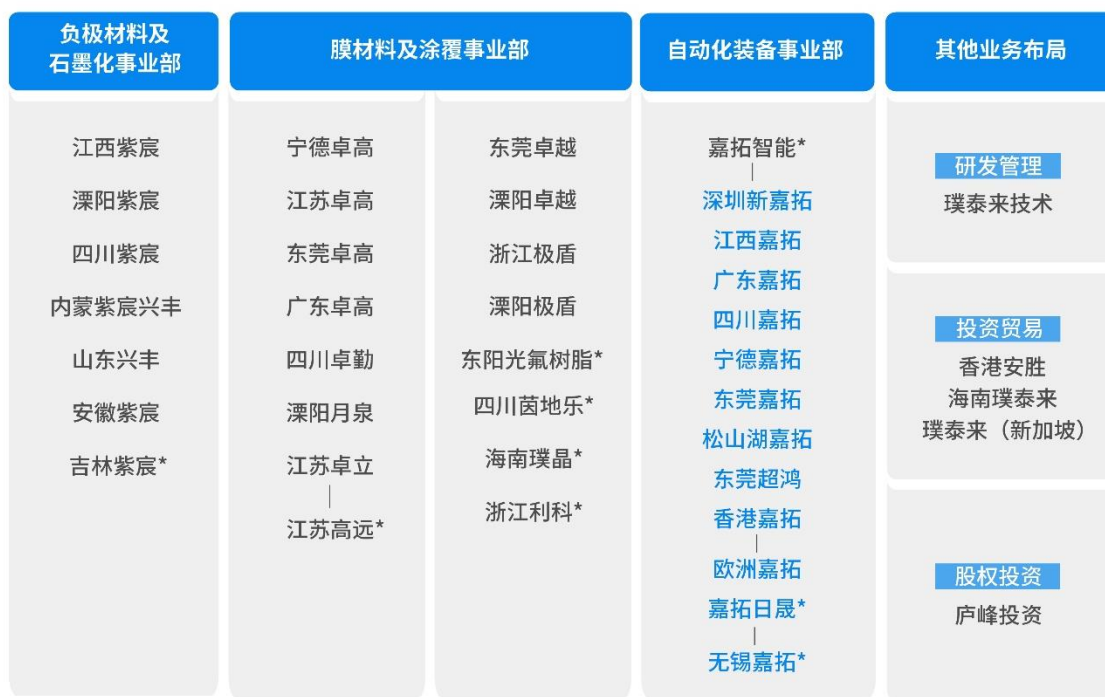 负极材料及
石墨化事业部
江西紫宸
溧阳紫宸
四川紫宸
内蒙紫宸兴丰
山东兴丰
安徽紫宸
吉林紫宸*
膜材料及涂覆事业部
宁德卓高
江苏卓高
东莞卓高
广东卓高
四川卓勤
溧阳月泉
江苏卓立
江苏高远*
东莞卓越
溧阳卓越
浙江极盾
溧阳极盾
东阳光氟树脂*
四川茵地乐*
海南璞晶*
浙江利科*
自动化装备事业部
嘉拓智能*
深圳新嘉拓
江西嘉拓
广东嘉拓
四川嘉拓
宁德嘉拓
东莞嘉拓
松山湖嘉拓
东莞超鸿
香港嘉拓
欧洲嘉拓
嘉拓日晟*
无锡嘉拓*
其他业务布局
研发管理
璞泰来技术
投资贸易
香港安胜
海南璞泰来
璞泰来（新加坡）
股权投资
庐峰投资